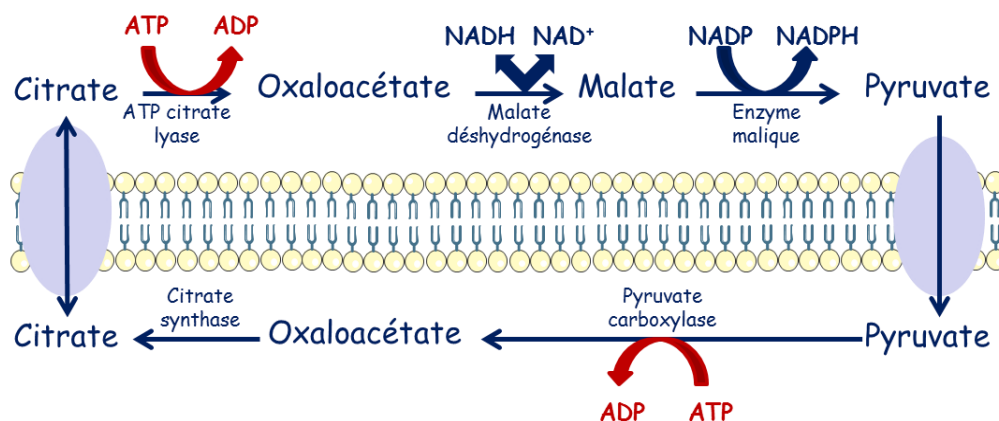 ATP ADP
NADH NAD⁺
NADP NADPH
Citrate
Oxaloacétate
Malate
Pyruvate
ATP citrate
lyase
Malate
déshydrogénase
Enzyme
malique
Citrate
synthase
Pyruvate
carboxylase
Citrate
Oxaloacétate
Pyruvate
ADP ATP